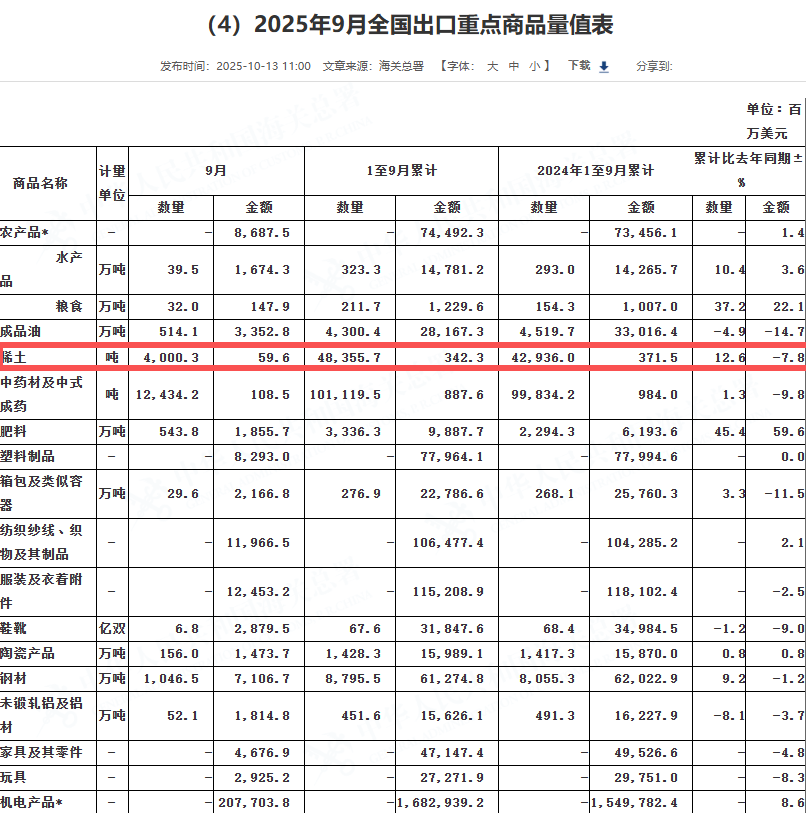 （4）2025年9月全国出口重点商品量值表
发布时间：2025-10-13 11:00 文章来源：海关总署 【字体： 大 中 小 】 下载 分享到:
单位：百
万美元
商品名称 计量单位 9月 1至9月累计 2024年1至9月累计 累计比去年同期±%
数量 金额 数量 金额 数量 金额 数量 金额
农产品* － － 8,687.5 － 74,492.3 － 73,456.1 － 1.4
水产品 万吨 39.5 1,674.3 323.3 14,781.2 293.0 14,265.7 10.4 3.6
粮食 万吨 32.0 147.9 211.7 1,229.6 154.3 1,007.0 37.2 22.1
成品油 万吨 514.1 3,352.8 4,300.4 28,167.3 4,519.7 33,016.4 -4.9 -14.7
稀土 吨 4,000.3 59.6 48,355.7 342.3 42,936.0 371.5 12.6 -7.8
中药材及中式成药 吨 12,434.2 108.5 101,119.5 887.6 99,834.2 984.0 1.3 -9.8
肥料 万吨 543.8 1,855.7 3,336.3 9,887.7 2,294.3 6,193.6 45.4 59.6
塑料制品 － － 8,293.0 － 77,964.1 － 77,994.6 － 0.0
箱包及类似容器 万吨 29.6 2,166.8 276.9 22,786.6 268.1 25,760.3 3.3 -11.5
纺织纱线、织物及其制品 － － 11,966.5 － 106,477.4 － 104,285.2 － 2.1
服装及衣着附件 － － 12,453.2 － 115,208.9 － 118,102.4 － -2.5
鞋靴 亿双 6.8 2,879.5 67.6 31,847.6 68.4 34,984.5 -1.2 -9.0
陶瓷产品 万吨 156.0 1,473.7 1,428.3 15,989.1 1,417.3 15,870.0 0.8 0.8
钢材 万吨 1,046.5 7,106.7 8,795.5 61,274.8 8,055.3 62,022.9 9.2 -1.2
未锻轧铝及铝材 万吨 52.1 1,814.8 451.6 15,626.1 491.3 16,227.9 -8.1 -3.7
家具及其零件 － － 4,676.9 － 47,147.4 － 49,526.6 － -4.8
玩具 － － 2,925.2 － 27,271.9 － 29,751.0 － -8.3
机电产品* － － 207,703.8 － 1,682,939.2 － 1,549,782.4 － 8.6